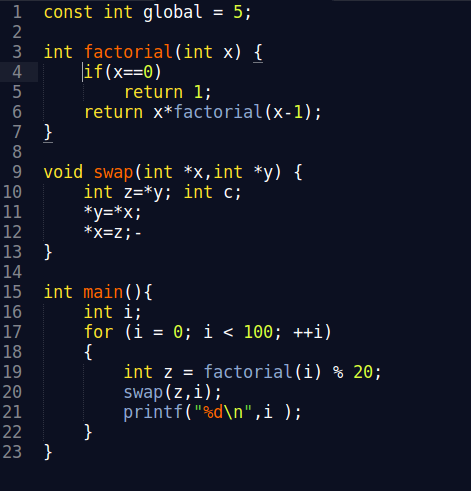 1 const int global = 5;
2
3 int factorial(int x) {
4     if(x==0)
5         return 1;
6     return x*factorial(x-1);
7 }
8
9 void swap(int *x,int *y) {
10     int z=*y; int c;
11     *y=*x;
12     *x=z;-
13 }
14
15 int main(){
16     int i;
17     for (i = 0; i < 100; ++i)
18     {
19         int z = factorial(i) % 20;
20         swap(z,i);
21         printf("%d\n",i );
22     }
23 }